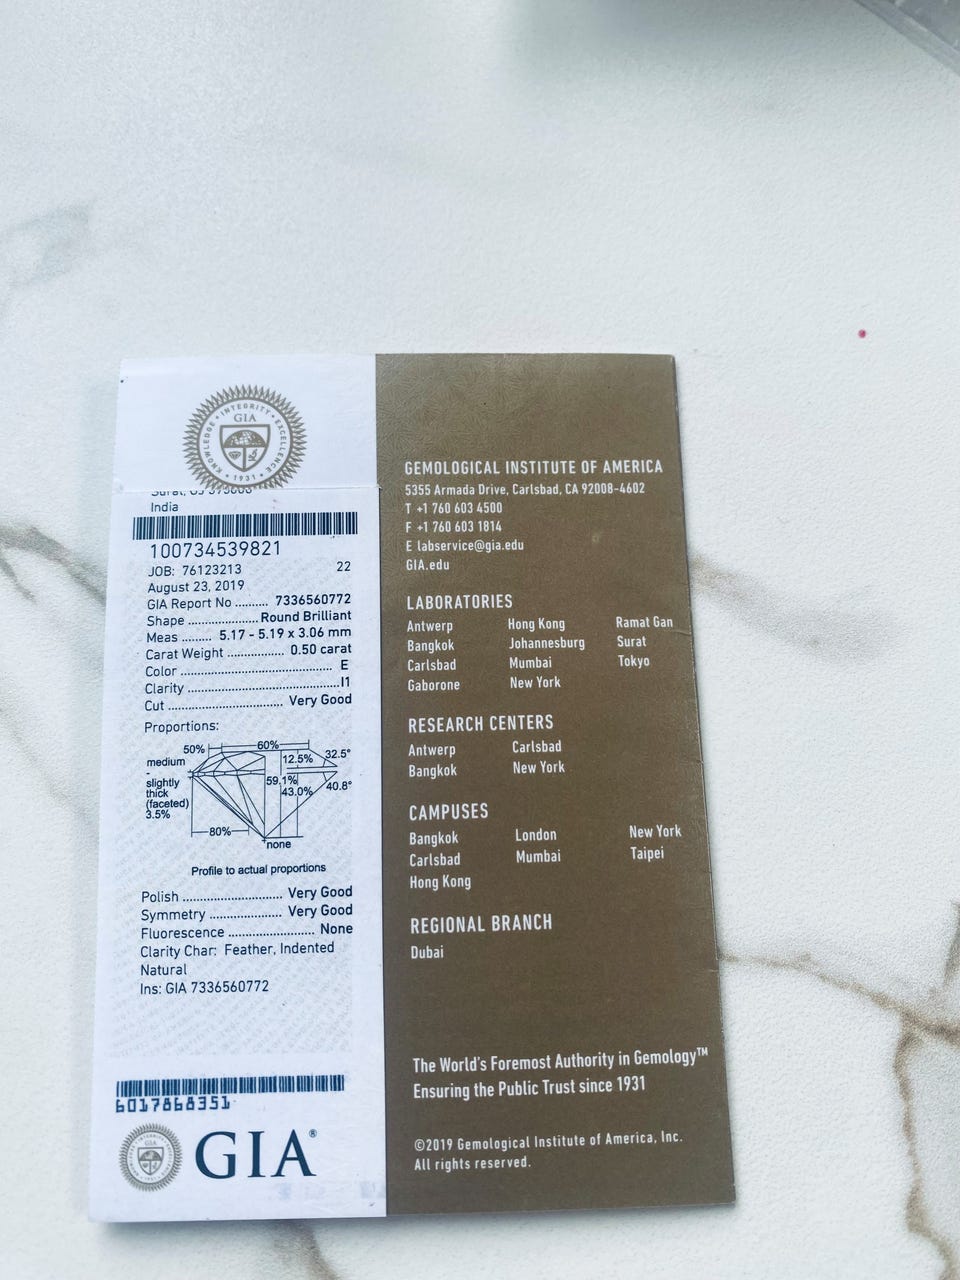 KNOWLEDGE • INTEGRITY • EXCELLENCE
GIA
• 1931 •
India
100734539821
JOB: 76123213 22
August 23, 2019
GIA Report No .......... 7336560772
Shape .................... Round Brilliant
Meas ......... 5.17 - 5.19 x 3.06 mm
Carat Weight ................ 0.50 carat
Color ............................................ E
Clarity .......................................... I1
Cut ................................. Very Good
Proportions:
50% 60%
medium 12.5% 32.5°
-
slightly 59.1%
thick 43.0% 40.8°
(faceted)
3.5%
80%
none
Profile to actual proportions
Polish ............................. Very Good
Symmetry ....................... Very Good
Fluorescence ........................... None
Clarity Char: Feather, Indented
Natural
Ins: GIA 7336560772
6017868351
GIA®
GEMOLOGICAL INSTITUTE OF AMERICA
5355 Armada Drive, Carlsbad, CA 92008-4602
T +1 760 603 4500
F +1 760 603 1814
E labservice@gia.edu
GIA.edu
LABORATORIES
Antwerp Hong Kong Ramat Gan
Bangkok Johannesburg Surat
Carlsbad Mumbai Tokyo
Gaborone New York
RESEARCH CENTERS
Antwerp Carlsbad
Bangkok New York
CAMPUSES
Bangkok London New York
Carlsbad Mumbai Taipei
Hong Kong
REGIONAL BRANCH
Dubai
The World's Foremost Authority in Gemology™
Ensuring the Public Trust since 1931
©2019 Gemological Institute of America, Inc.
All rights reserved.